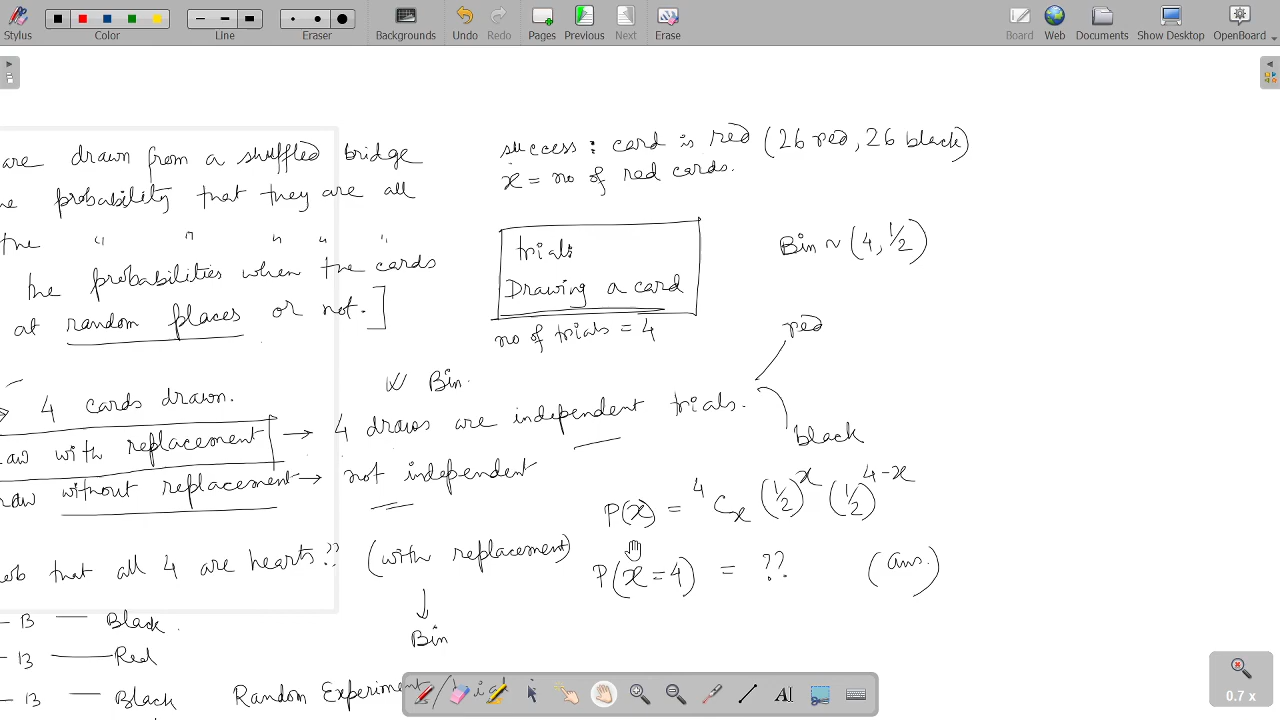 Stylus Color Line Eraser Backgrounds Undo Redo Pages Previous Next Erase Board Web Documents Show Desktop OpenBoard
are drawn from a shuffled bridge
probability that they are all
the " " " " "
the probabilities when the cards
at random places or not.]
4 cards drawn.
with replacement → 4 draws are independent trials.
without replacement → not independent
that all 4 are hearts?? (with replacement)
↓
Bin
B — Black.
13 — Red
13 — Black Random Experiment
success : card is red (26 red, 26 black)
x = no of red cards.
trials
Drawing a card
no of trials = 4
Bin ~ (4, 1/2)
Bin.
red
black
P(x) = ⁴Cₓ (1/2)^x (1/2)^4-x
P(x=4) = ?? (ans.)
0.7 x